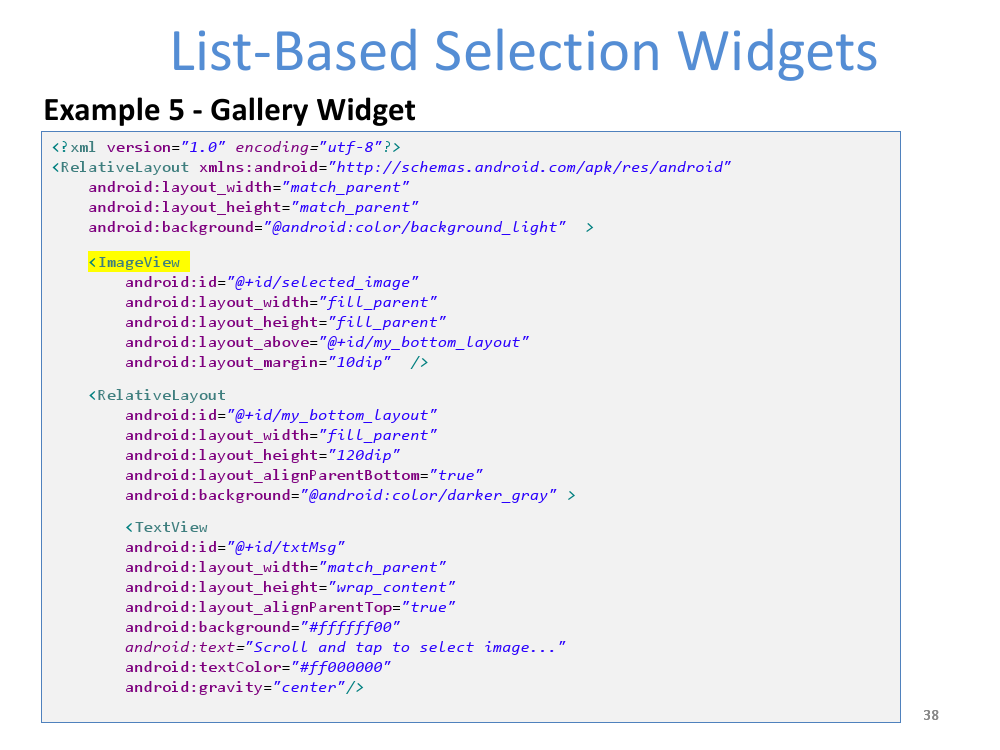 List-Based Selection Widgets
Example 5 - Gallery Widget
<?xml version="1.0" encoding="utf-8"?>
<RelativeLayout xmlns:android="http://schemas.android.com/apk/res/android"
    android:layout_width="match_parent"
    android:layout_height="match_parent"
    android:background="@android:color/background_light"  >
    <ImageView
        android:id="@+id/selected_image"
        android:layout_width="fill_parent"
        android:layout_height="fill_parent"
        android:layout_above="@+id/my_bottom_layout"
        android:layout_margin="10dip"  />
    <RelativeLayout
        android:id="@+id/my_bottom_layout"
        android:layout_width="fill_parent"
        android:layout_height="120dip"
        android:layout_alignParentBottom="true"
        android:background="@android:color/darker_gray" >
        <TextView
        android:id="@+id/txtMsg"
        android:layout_width="match_parent"
        android:layout_height="wrap_content"
        android:layout_alignParentTop="true"
        android:background="#ffffff00"
        android:text="Scroll and tap to select image..."
        android:textColor="#ff000000"
        android:gravity="center"/>
38